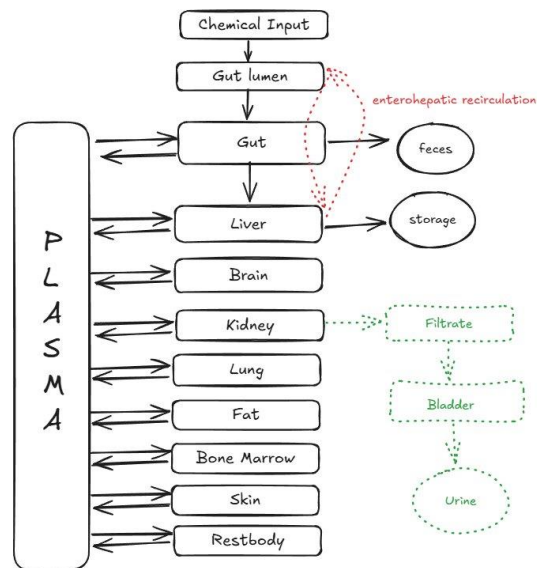 Chemical Input
Gut lumen
enterohepatic recirculation
Gut
feces
Liver
storage
PLASMA
Brain
Kidney
Filtrate
Lung
Bladder
Fat
Bone Marrow
Skin
Urine
Restbody